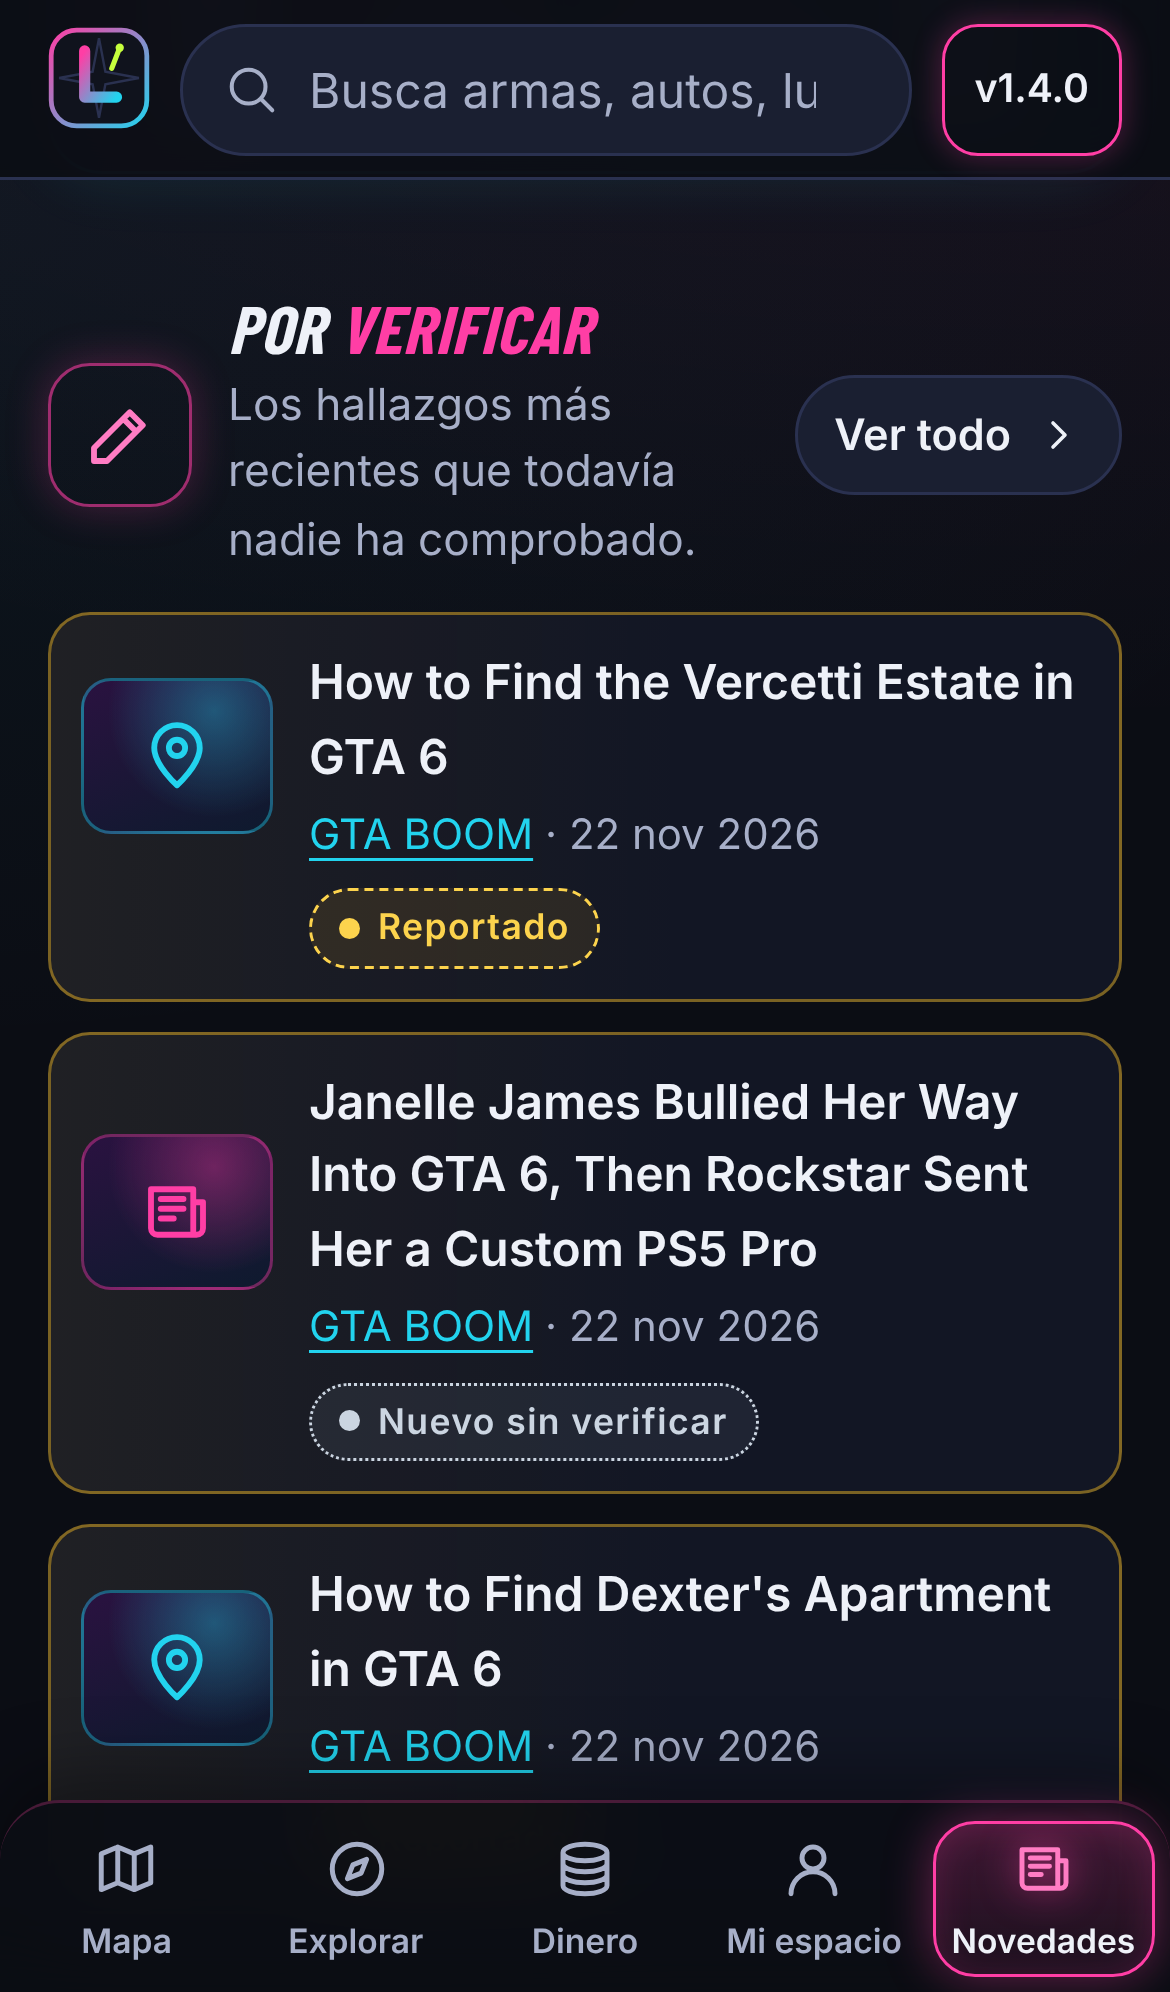 Busca armas, autos, lu
v1.4.0
POR VERIFICAR
Los hallazgos más
recientes que todavía
nadie ha comprobado.
Ver todo
How to Find the Vercetti Estate in
GTA 6
GTA BOOM · 22 nov 2026
Reportado
Janelle James Bullied Her Way
Into GTA 6, Then Rockstar Sent
Her a Custom PS5 Pro
GTA BOOM · 22 nov 2026
Nuevo sin verificar
How to Find Dexter's Apartment
in GTA 6
GTA BOOM · 22 nov 2026
Mapa
Explorar
Dinero
Mi espacio
Novedades